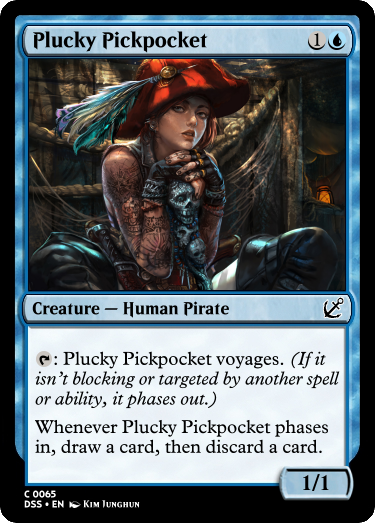 Plucky Pickpocket 1
Creature — Human Pirate
: Plucky Pickpocket voyages. (If it
isn't blocking or targeted by another spell
or ability, it phases out.)
Whenever Plucky Pickpocket phases
in, draw a card, then discard a card.
1/1
C 0065
DSS • EN Kim Junghun